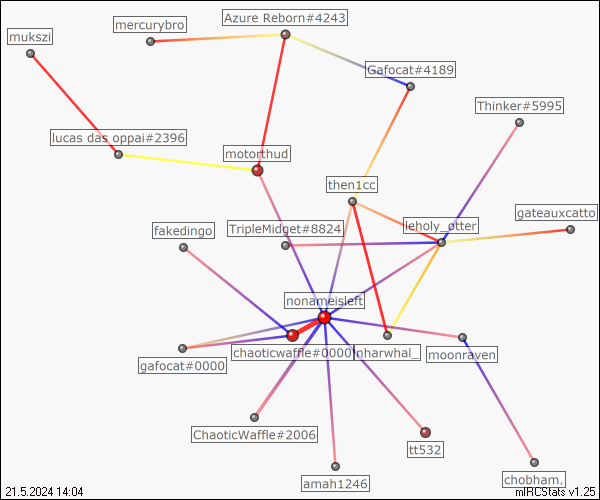 Azure Reborn#4243
mercurybro
mukszi
Gafocat#4189
Thinker#5995
lucas das oppai#2396
motorthud
then1cc
gateauxcatto
leholy_otter
TripleMidget#8824
fakedingo
nonameisleft
chaoticwaffle#0000
nharwhal_
moonraven
gafocat#0000
ChaoticWaffle#2006
tt532
amah1246
chobham.
21.5.2024 14:04
mIRCStats v1.25